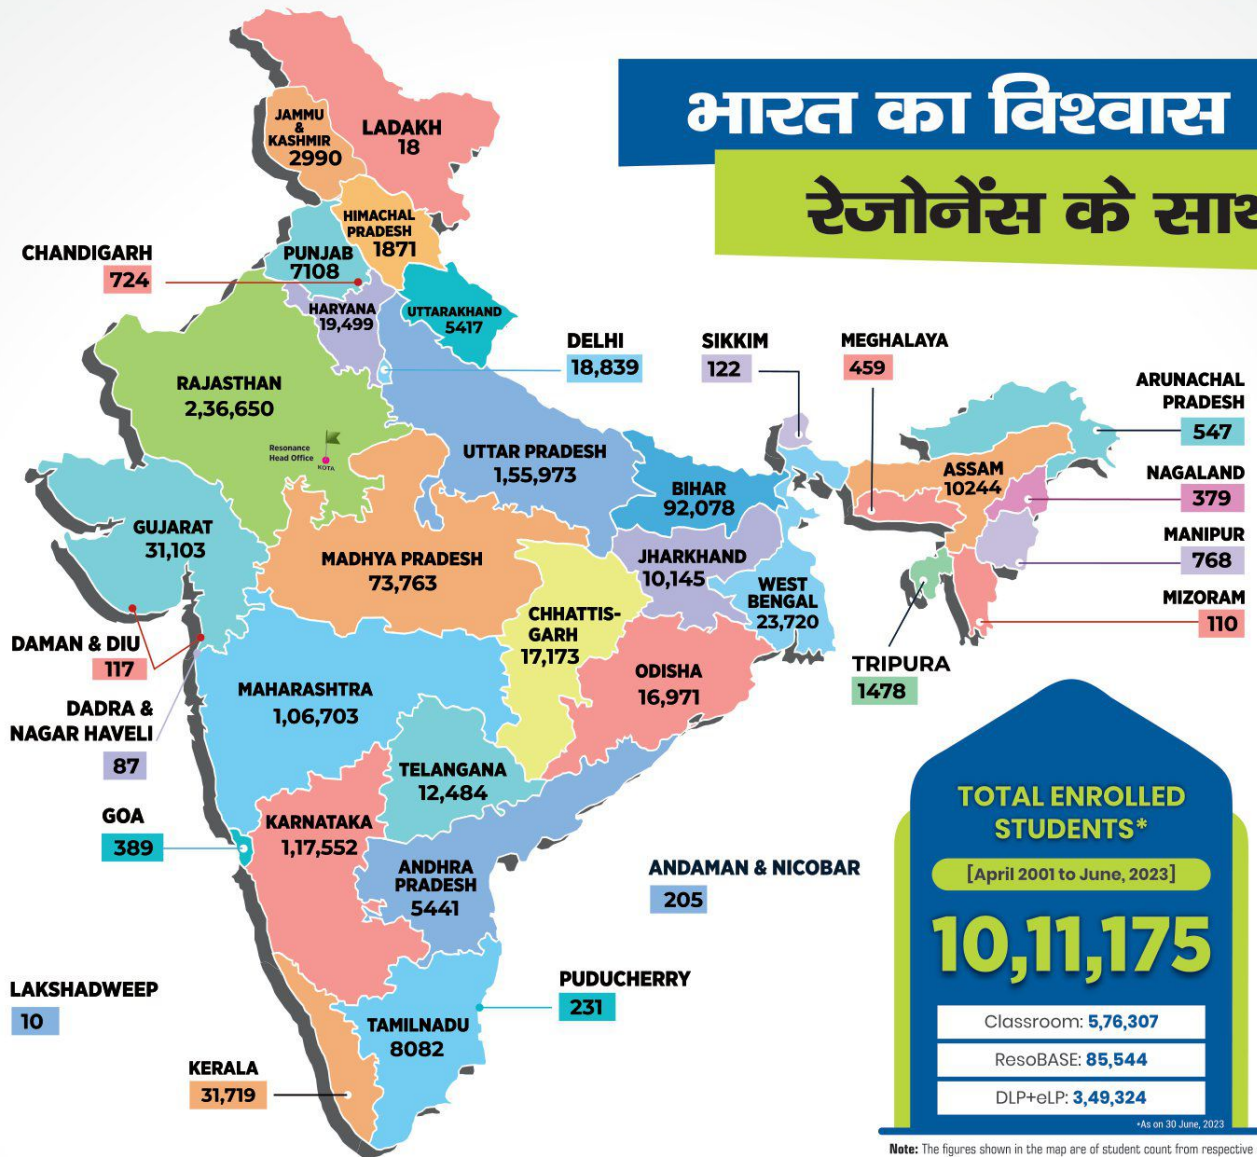 भारत का विश्वास
रेजोनेंस के साथ
LADAKH
18
JAMMU
&
KASHMIR
2990
HIMACHAL
PRADESH
1871
PUNJAB
7108
CHANDIGARH
724
HARYANA
19,499
UTTARAKHAND
5417
DELHI
18,839
SIKKIM
122
MEGHALAYA
459
ARUNACHAL
PRADESH
547
RAJASTHAN
2,36,650
Resonance
Head Office
KOTA
UTTAR PRADESH
1,55,973
BIHAR
92,078
ASSAM
10244
NAGALAND
379
MANIPUR
768
MIZORAM
110
TRIPURA
1478
GUJARAT
31,103
MADHYA PRADESH
73,763
JHARKHAND
10,145
WEST
BENGAL
23,720
CHHATTIS-
GARH
17,173
ODISHA
16,971
DAMAN & DIU
117
DADRA &
NAGAR HAVELI
87
MAHARASHTRA
1,06,703
TELANGANA
12,484
GOA
389
KARNATAKA
1,17,552
ANDHRA
PRADESH
5441
ANDAMAN & NICOBAR
205
LAKSHADWEEP
10
PUDUCHERRY
231
TAMILNADU
8082
KERALA
31,719
TOTAL ENROLLED
STUDENTS*
[April 2001 to June, 2023]
10,11,175
Classroom: 5,76,307
ResoBASE: 85,544
DLP+eLP: 3,49,324
*As on 30 June, 2023
Note: The figures shown in the map are of student count from respective